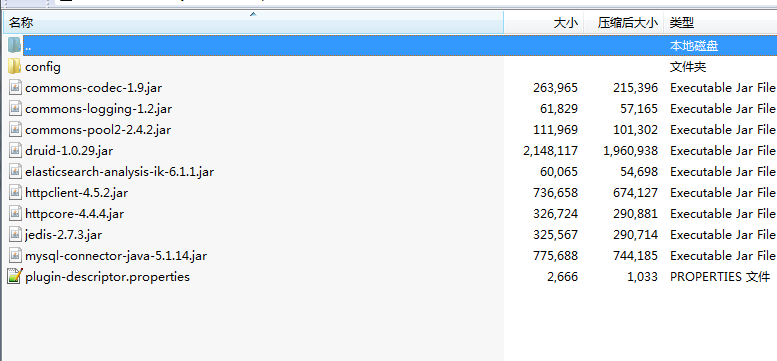 名称 大小 压缩后大小 类型
.. 本地磁盘
config 文件夹
commons-codec-1.9.jar 263,965 215,396 Executable Jar File
commons-logging-1.2.jar 61,829 57,165 Executable Jar File
commons-pool2-2.4.2.jar 111,969 101,302 Executable Jar File
druid-1.0.29.jar 2,148,117 1,960,938 Executable Jar File
elasticsearch-analysis-ik-6.1.1.jar 60,065 54,698 Executable Jar File
httpclient-4.5.2.jar 736,658 674,127 Executable Jar File
httpcore-4.4.4.jar 326,724 290,881 Executable Jar File
jedis-2.7.3.jar 325,567 290,714 Executable Jar File
mysql-connector-java-5.1.14.jar 775,688 744,185 Executable Jar File
plugin-descriptor.properties 2,666 1,033 PROPERTIES 文件